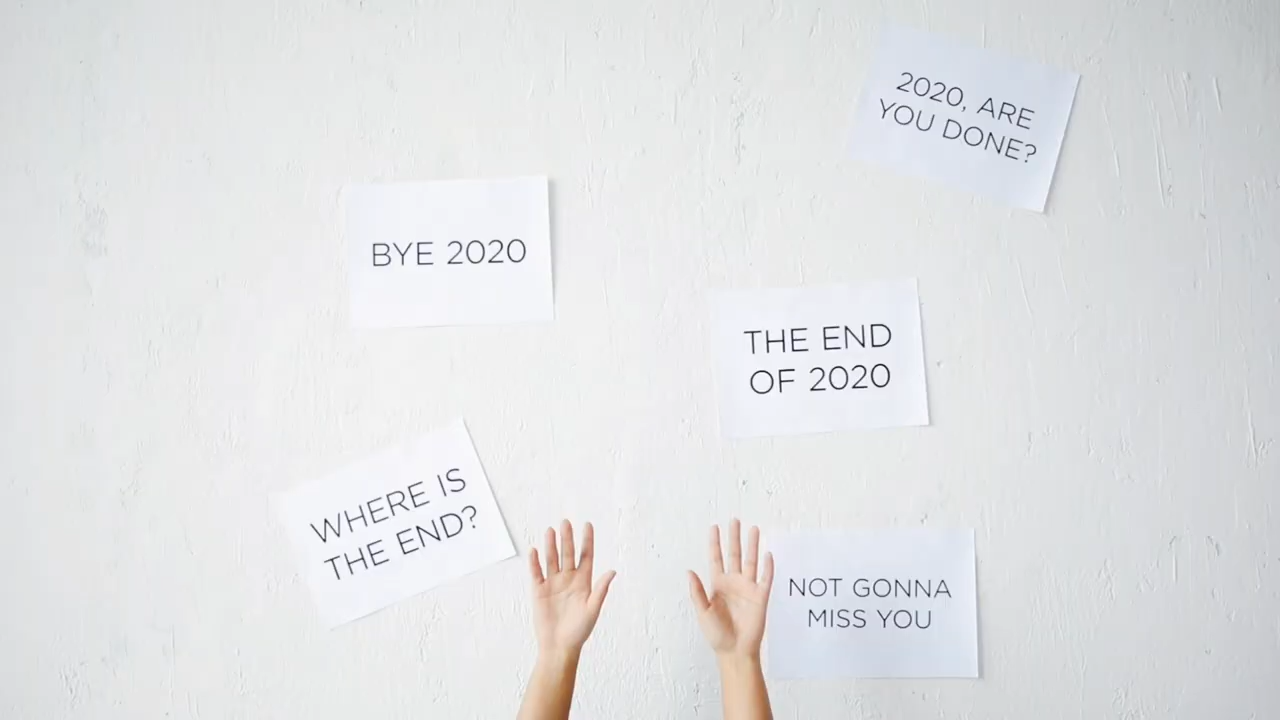 2020, ARE
YOU DONE?
BYE 2020
THE END
OF 2020
WHERE IS
THE END?
NOT GONNA
MISS YOU